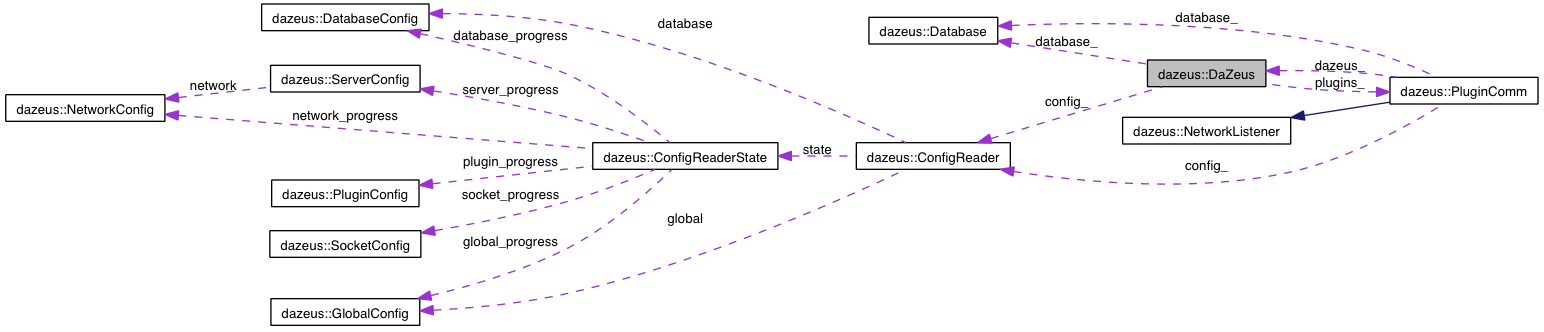 dazeus::DatabaseConfig
database
database_
dazeus::Database
database_progress
database_
dazeus::DaZeus
dazeus_
dazeus::ServerConfig
network
server_progress
plugins_
dazeus::PluginComm
dazeus::NetworkConfig
config_
network_progress
dazeus::NetworkListener
dazeus::ConfigReaderState
state
dazeus::ConfigReader
plugin_progress
config_
dazeus::PluginConfig
socket_progress
global
dazeus::SocketConfig
global_progress
dazeus::GlobalConfig